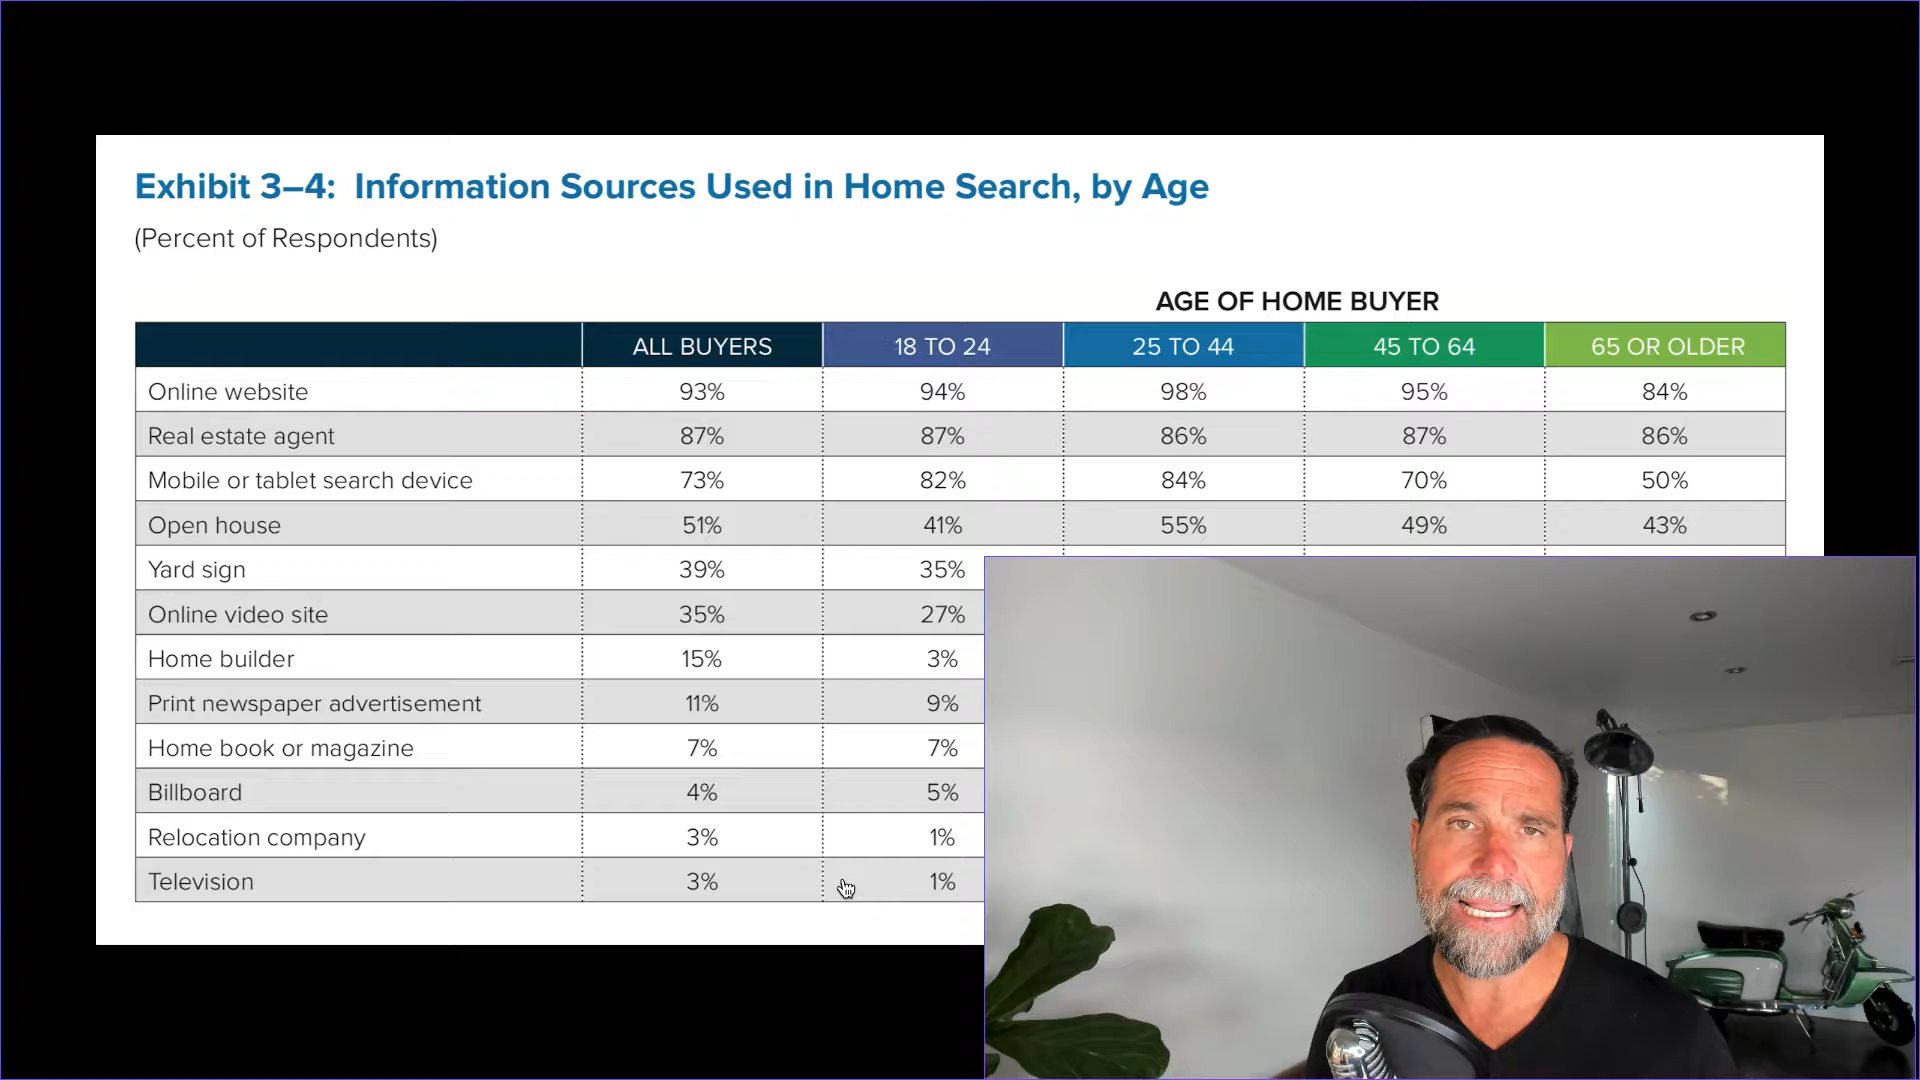 Exhibit 3–4: Information Sources Used in Home Search, by Age
(Percent of Respondents)
AGE OF HOME BUYER
ALL BUYERS 18 TO 24 25 TO 44 45 TO 64 65 OR OLDER
Online website 93% 94% 98% 95% 84%
Real estate agent 87% 87% 86% 87% 86%
Mobile or tablet search device 73% 82% 84% 70% 50%
Open house 51% 41% 55% 49% 43%
Yard sign 39% 35%
Online video site 35% 27%
Home builder 15% 3%
Print newspaper advertisement 11% 9%
Home book or magazine 7% 7%
Billboard 4% 5%
Relocation company 3% 1%
Television 3% 1%